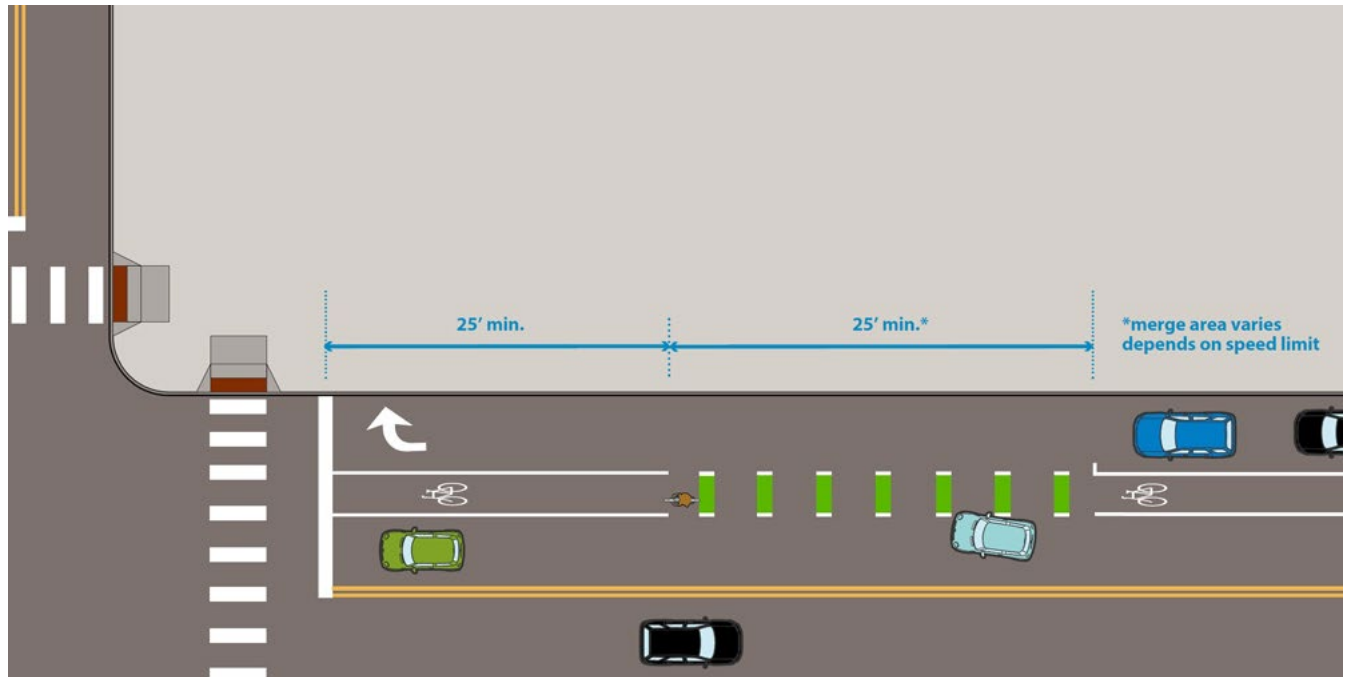 25’ min.
25’ min.*
*merge area varies
depends on speed limit